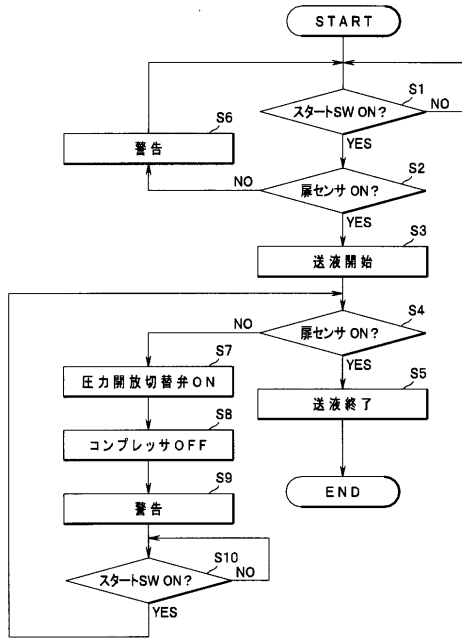 START
S1
スタートSW ON?
NO
YES
S6
警告
S2
扉センサ ON?
NO
YES
S3
送液開始
S4
扉センサ ON?
NO
YES
S7
圧力開放切替弁ON
S5
送液終了
S8
コンプレッサOFF
S9
警告
END
S10
スタートSW ON?
NO
YES